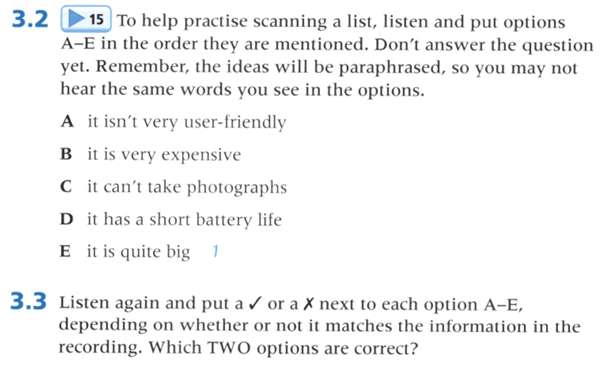 3.2 ▶ 15 To help practise scanning a list, listen and put options
A–E in the order they are mentioned. Don't answer the question
yet. Remember, the ideas will be paraphrased, so you may not
hear the same words you see in the options.
A it isn't very user-friendly
B it is very expensive
C it can't take photographs
D it has a short battery life
E it is quite big 1
3.3 Listen again and put a ✓ or a ✗ next to each option A–E,
depending on whether or not it matches the information in the
recording. Which TWO options are correct?